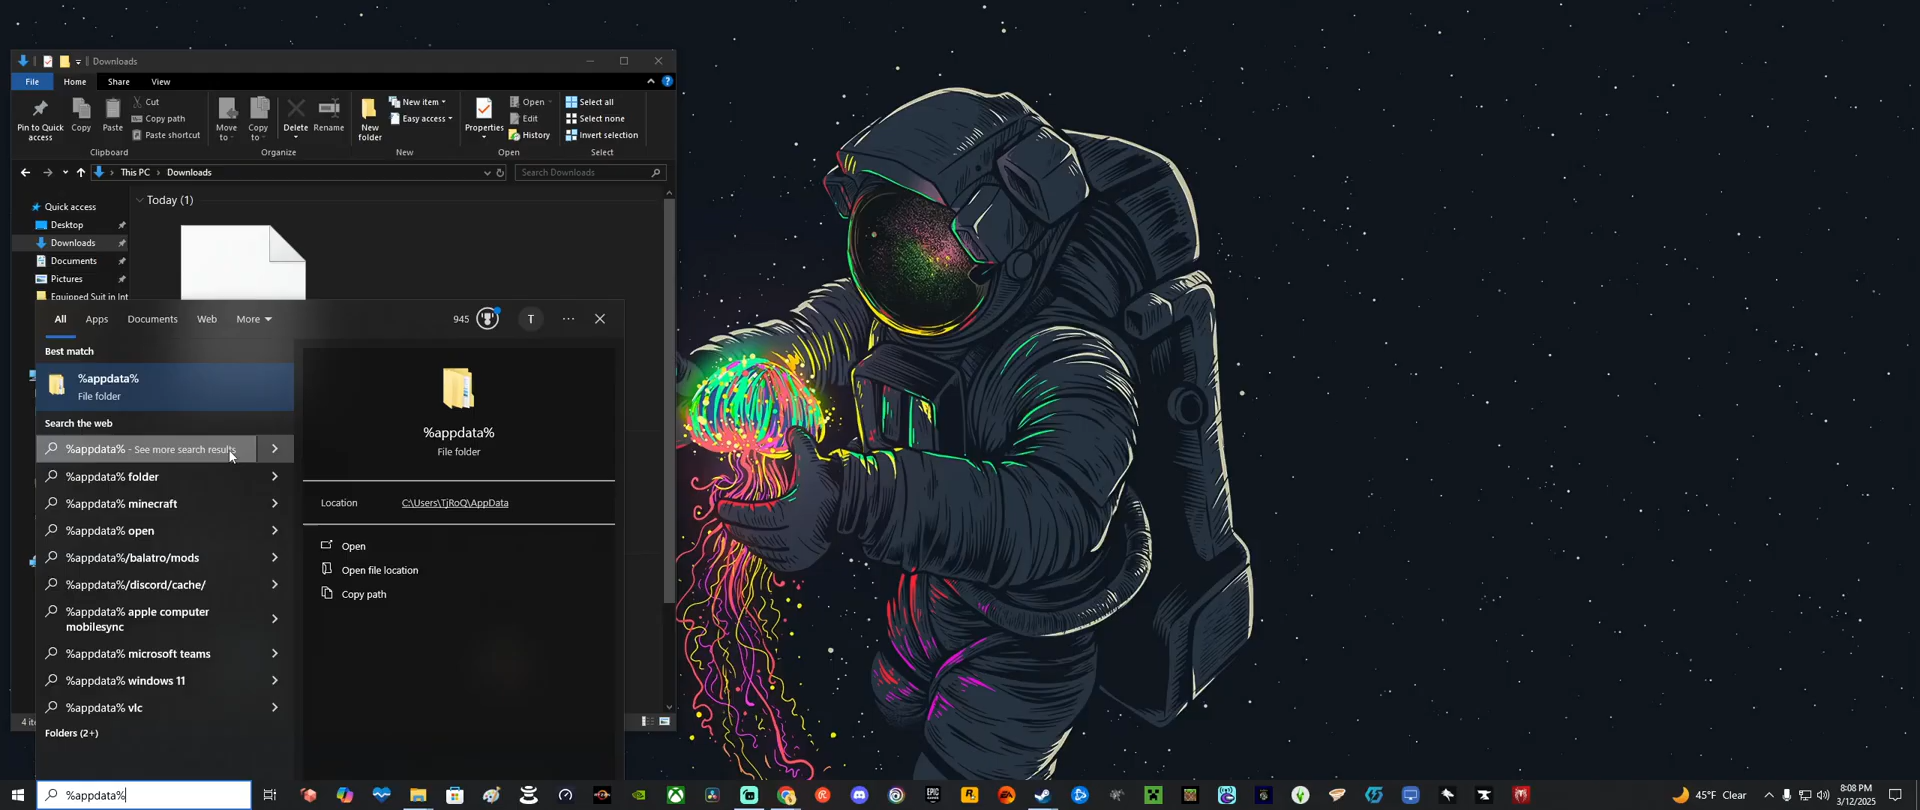 Downloads
File Home Share View
Pin to Quick access
Copy
Paste
Cut
Copy path
Paste shortcut
Move to
Copy to
Delete
Rename
New folder
New item
Easy access
Properties
Open
Edit
History
Select all
Select none
Invert selection
Clipboard Organize New Open Select
This PC > Downloads
Search Downloads
Quick access
Today (1)
Desktop
Downloads
Documents
Pictures
Equipped Suit in Int
All Apps Documents Web More 945 T
Best match
%appdata%
File folder
Search the web
%appdata% - See more search results
%appdata% folder
%appdata% minecraft
%appdata% open
%appdata%/balatro/mods
%appdata%/discord/cache/
%appdata% apple computer
mobilesync
%appdata% microsoft teams
%appdata% windows 11
%appdata% vlc
Folders (2+)
%appdata%
File folder
Location C:\Users\TjRoQ\AppData
Open
Open file location
Copy path
4 ite
%appdata%
45°F Clear
8:08 PM
3/12/2025